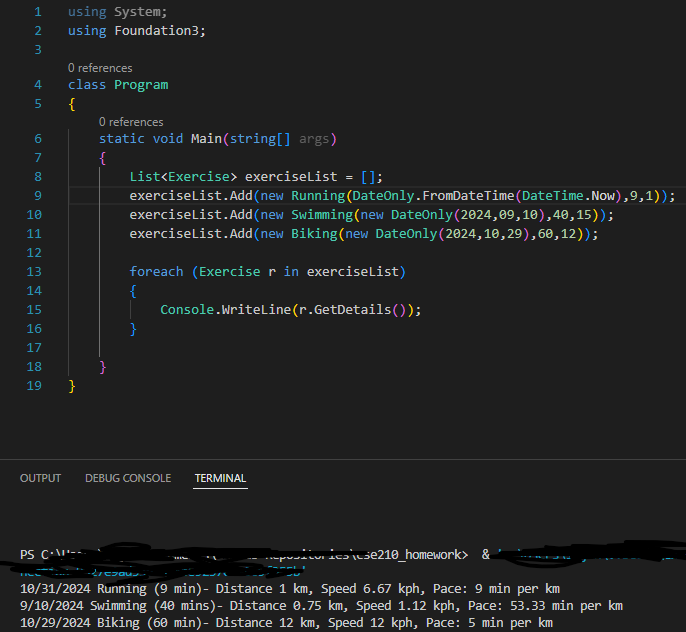 1 using System;
2 using Foundation3;
3
0 references
4 class Program
5 {
0 references
6 static void Main(string[] args)
7 {
8 List<Exercise> exerciseList = [];
9 exerciseList.Add(new Running(DateOnly.FromDateTime(DateTime.Now),9,1));
10 exerciseList.Add(new Swimming(new DateOnly(2024,09,10),40,15));
11 exerciseList.Add(new Biking(new DateOnly(2024,10,29),60,12));
12
13 foreach (Exercise r in exerciseList)
14 {
15 Console.WriteLine(r.GetDetails());
16 }
17
18 }
19 }
OUTPUT DEBUG CONSOLE TERMINAL
PS Repositories\cse210_homework> &
10/31/2024 Running (9 min)- Distance 1 km, Speed 6.67 kph, Pace: 9 min per km
9/10/2024 Swimming (40 mins)- Distance 0.75 km, Speed 1.12 kph, Pace: 53.33 min per km
10/29/2024 Biking (60 min)- Distance 12 km, Speed 12 kph, Pace: 5 min per km